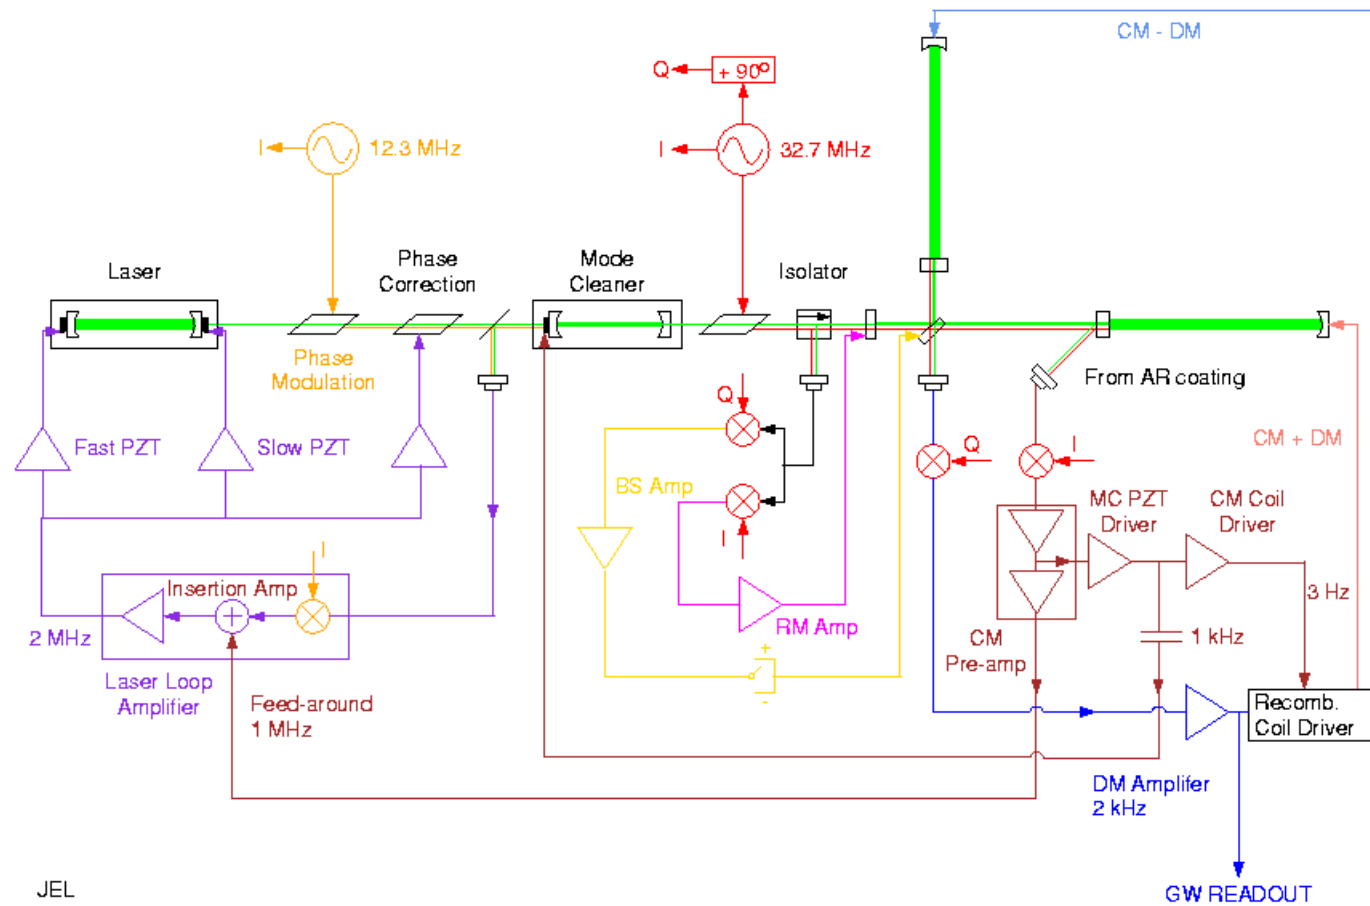 CM - DM
Q
+ 90º
I
12.3 MHz
I
32.7 MHz
Laser
Phase
Correction
Mode
Cleaner
Isolator
Phase
Modulation
From AR coating
Fast PZT
Slow PZT
Q
Q
I
CM + DM
BS Amp
MC PZT
Driver
CM Coil
Driver
I
I
Insertion Amp
2 MHz
RM Amp
+
-
CM
Pre-amp
1 kHz
3 Hz
Laser Loop
Amplifier
Feed-around
1 MHz
Recomb.
Coil Driver
DM Amplifer
2 kHz
JEL
GW READOUT